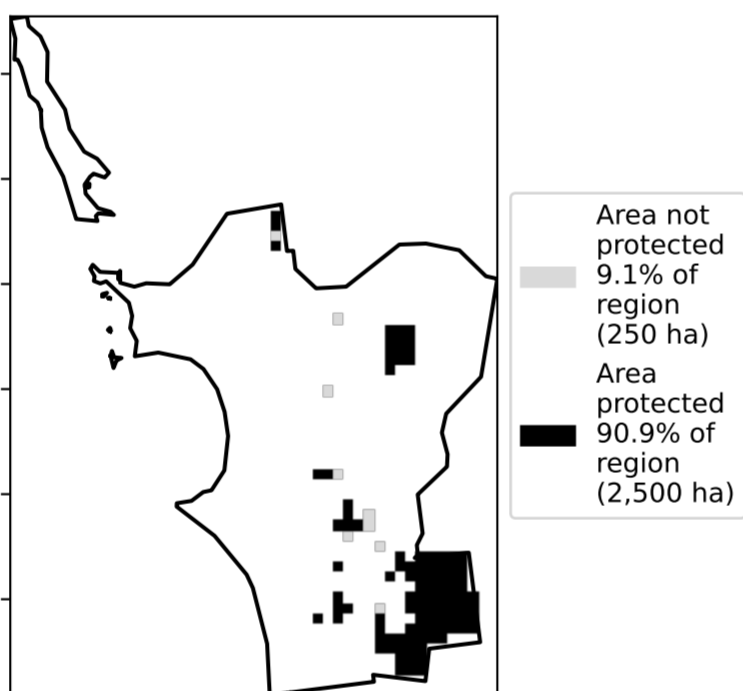 Area not
protected
9.1% of
region
(250 ha)
Area
protected
90.9% of
region
(2,500 ha)